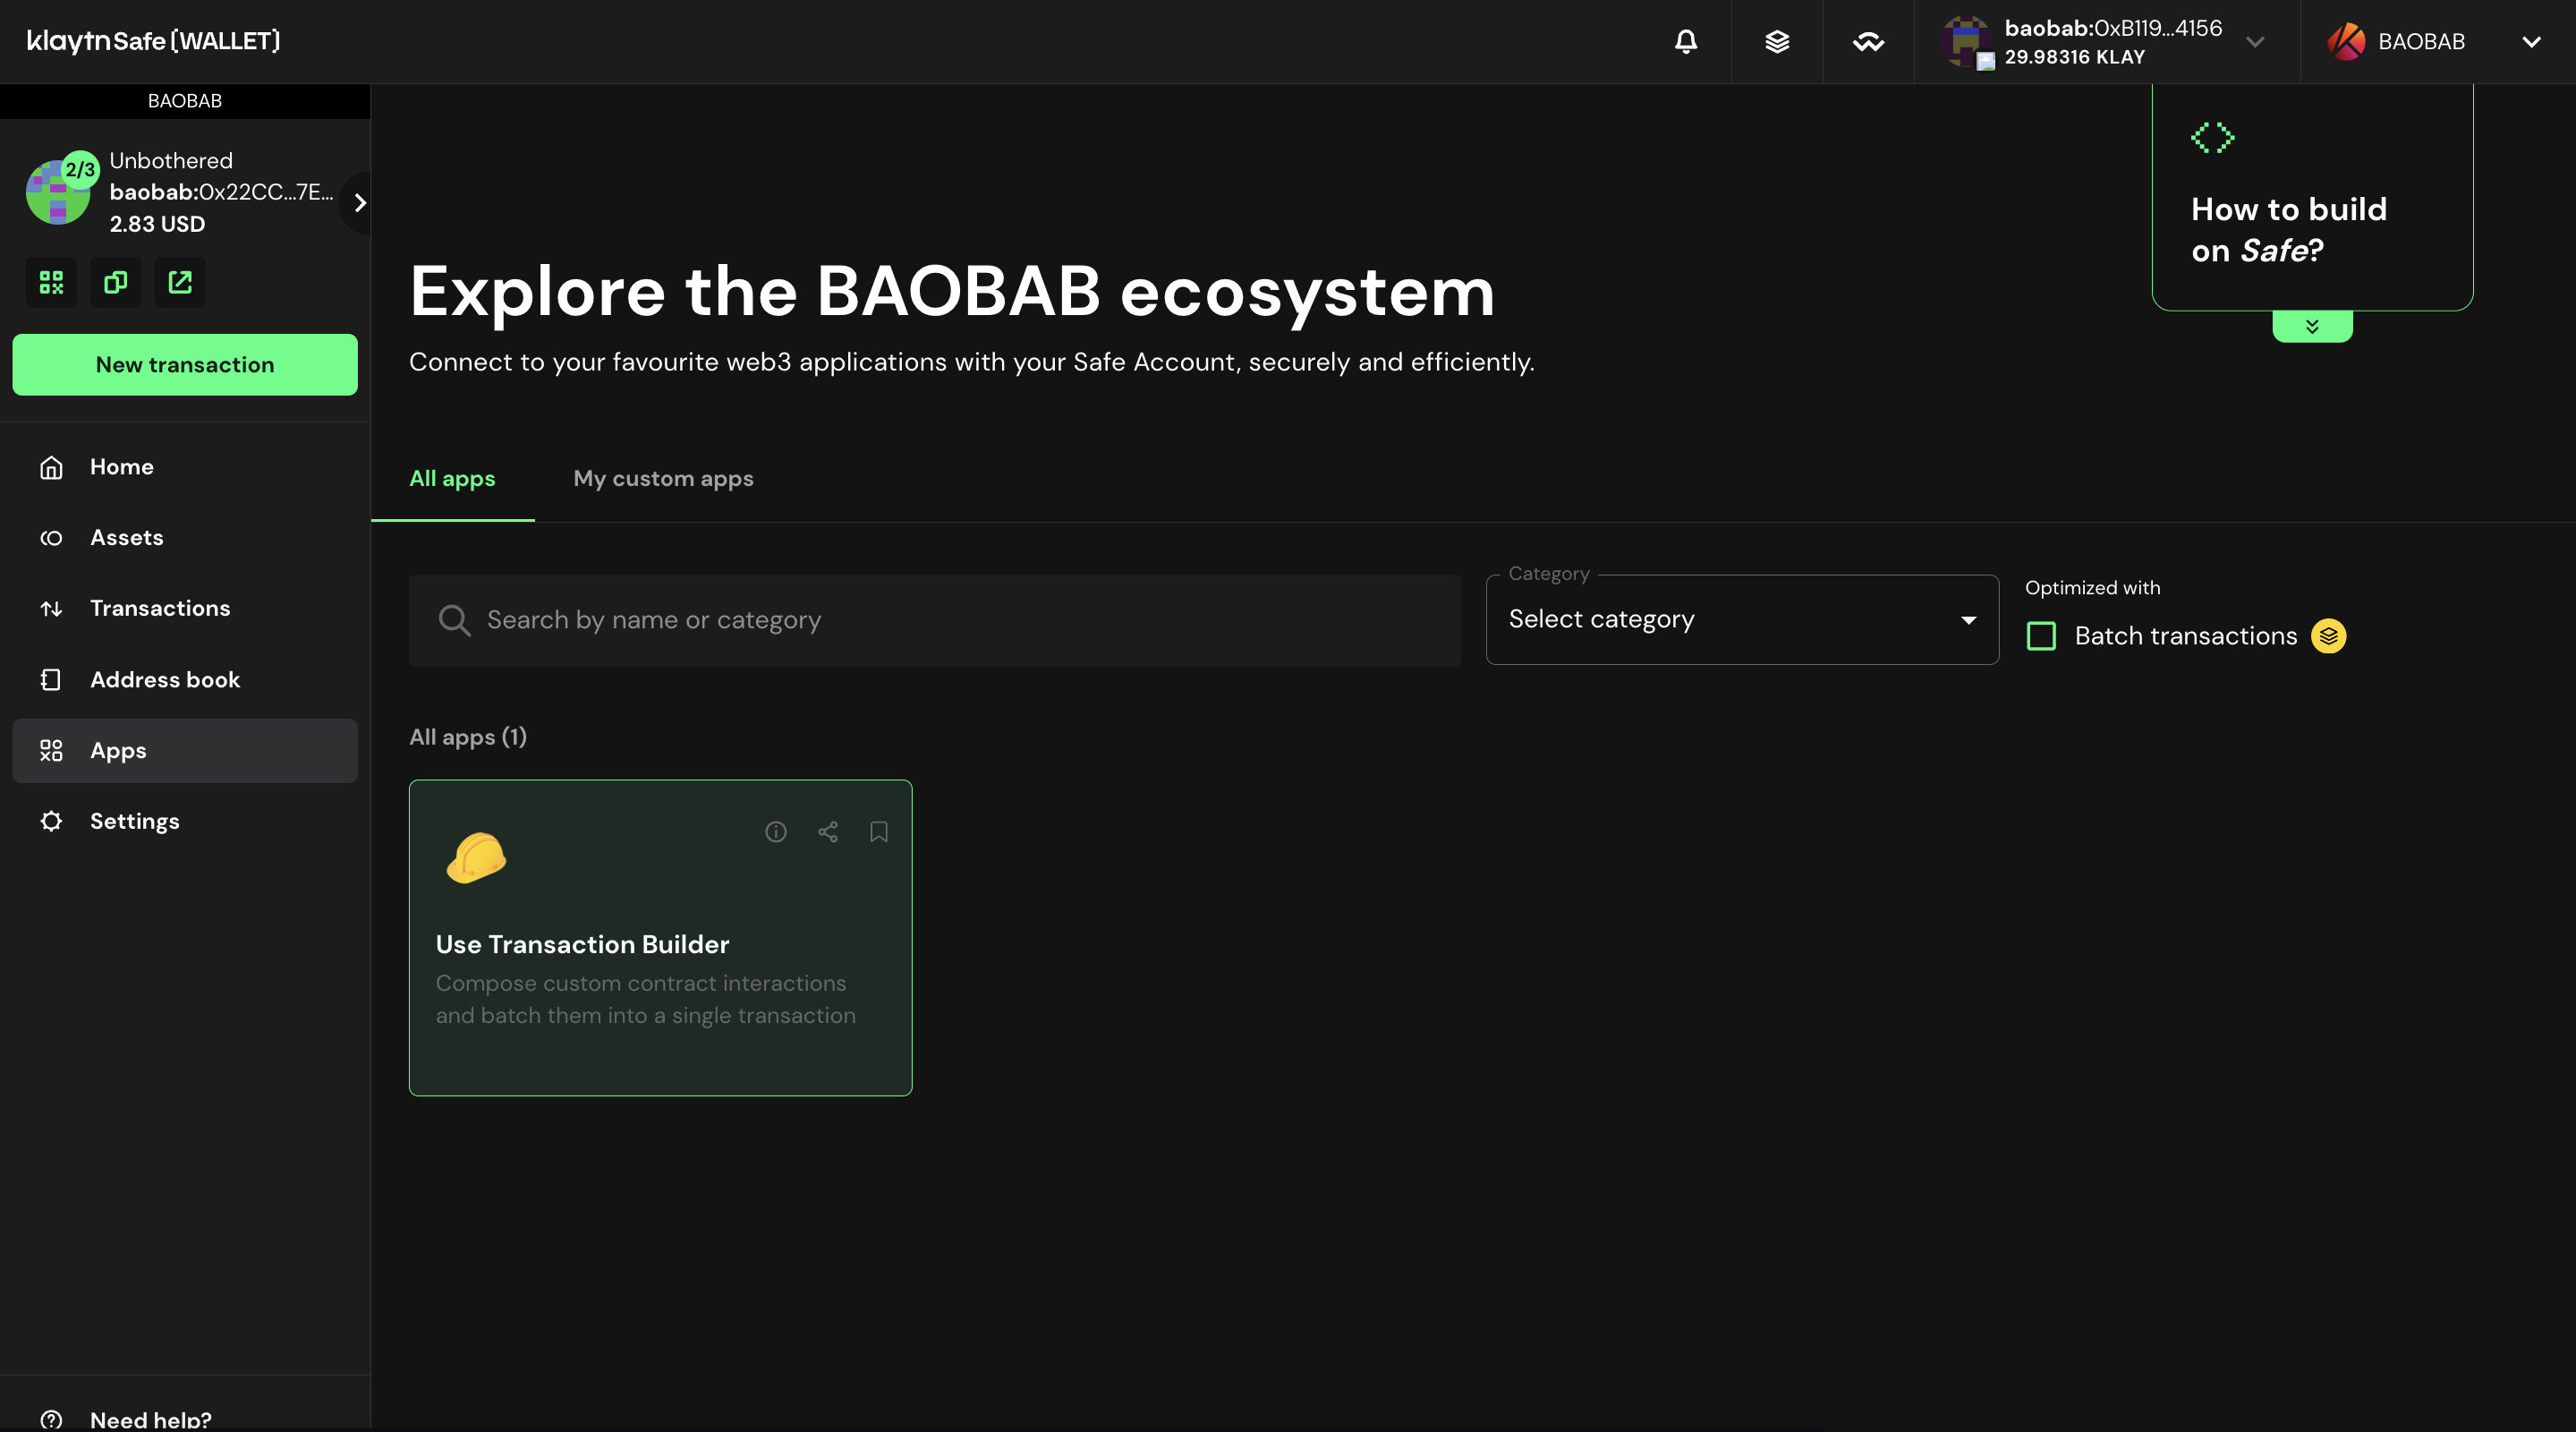 klaytn Safe{WALLET}
baobab:0xB119...4156
29.98316 KLAY
BAOBAB
BAOBAB
2/3
Unbothered
baobab:0x22CC...7E...
2.83 USD
New transaction
Home
Assets
Transactions
Address book
Apps
Settings
Need help?
How to build
on Safe?
Explore the BAOBAB ecosystem
Connect to your favourite web3 applications with your Safe Account, securely and efficiently.
All apps
My custom apps
Search by name or category
Category
Select category
Optimized with
Batch transactions
All apps (1)
Use Transaction Builder
Compose custom contract interactions
and batch them into a single transaction